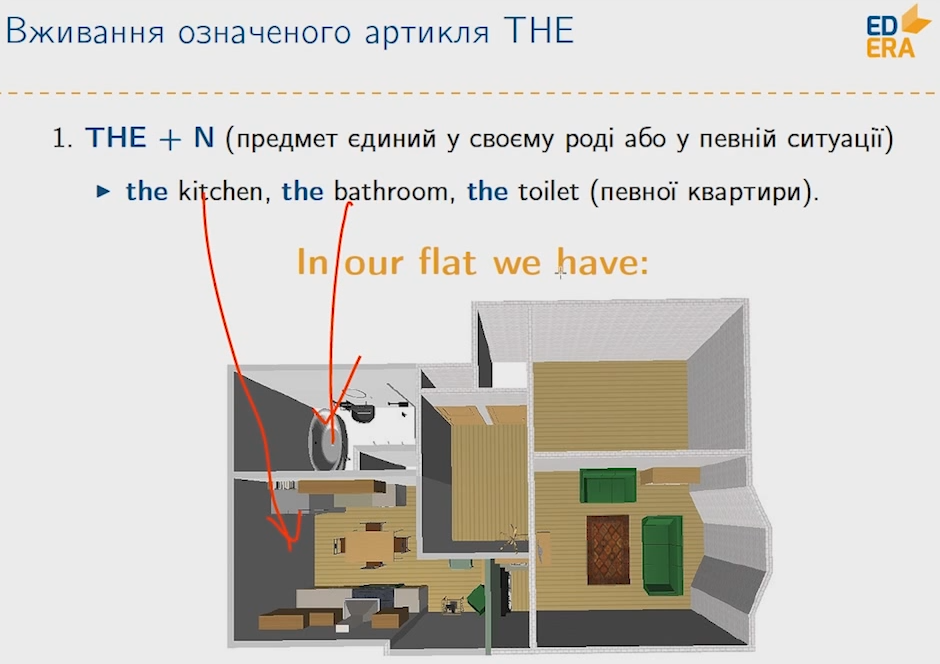 Вживання означеного артикля THE
ED
ERA
1. THE + N (предмет єдиний у своєму роді або у певній ситуації)
▶ the kitchen, the bathroom, the toilet (певної квартири).
In our flat we have: